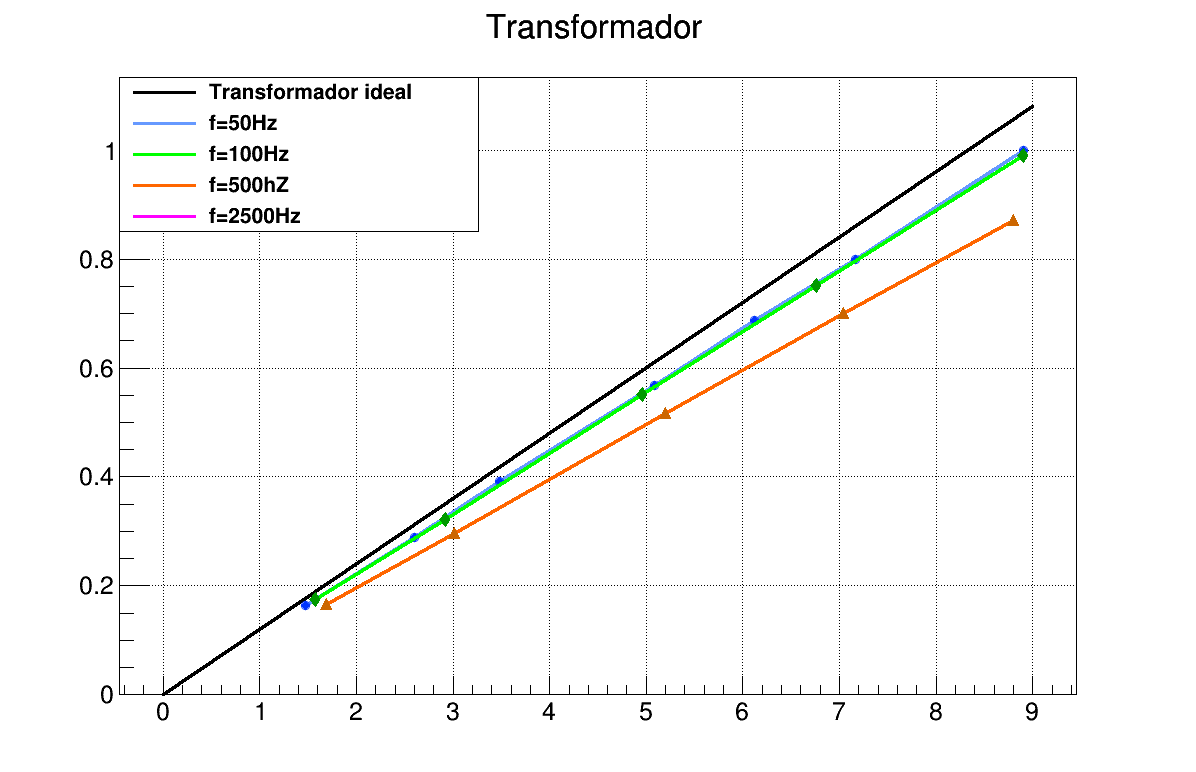 Transformador
Transformador ideal
f=50Hz
f=100Hz
f=500hZ
f=2500Hz
1
0.8
0.6
0.4
0.2
0
0 1 2 3 4 5 6 7 8 9